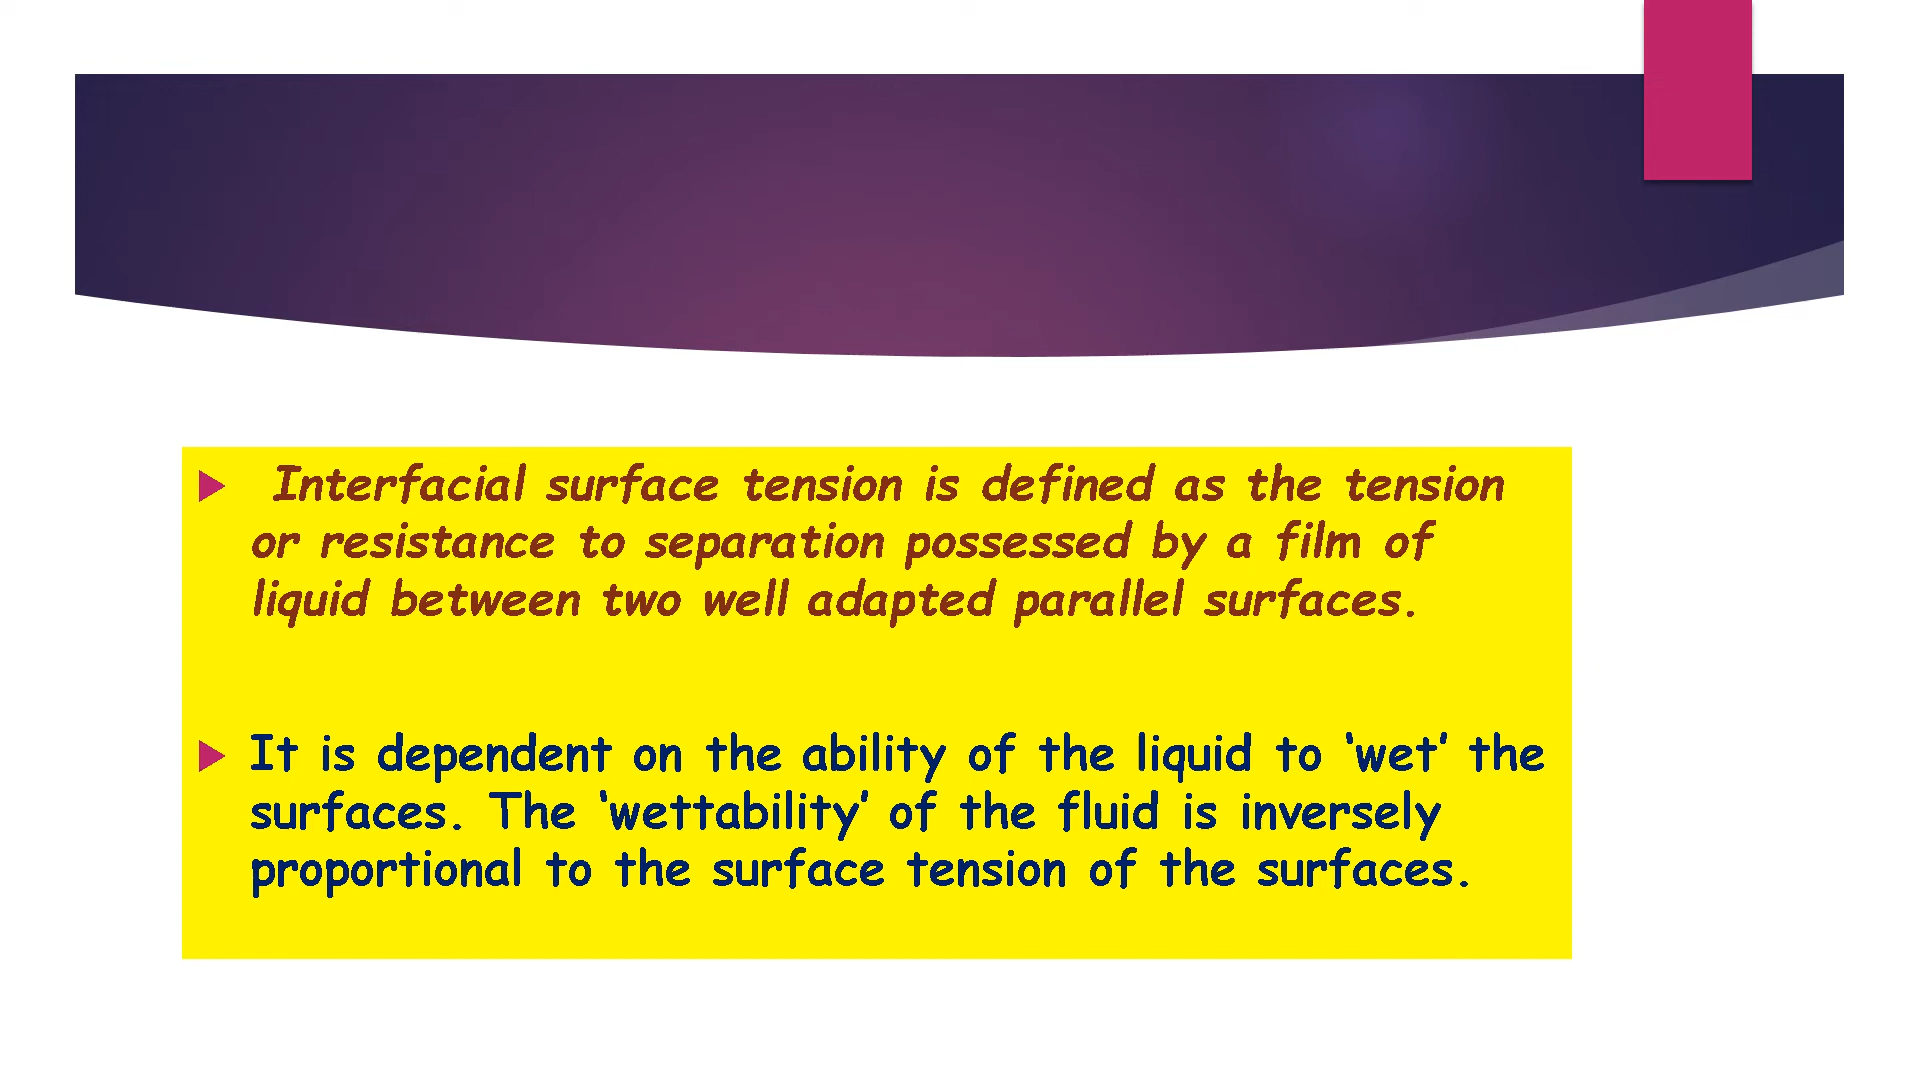 Interfacial surface tension is defined as the tension
or resistance to separation possessed by a film of
liquid between two well adapted parallel surfaces.
It is dependent on the ability of the liquid to ‘wet’ the
surfaces. The ‘wettability’ of the fluid is inversely
proportional to the surface tension of the surfaces.